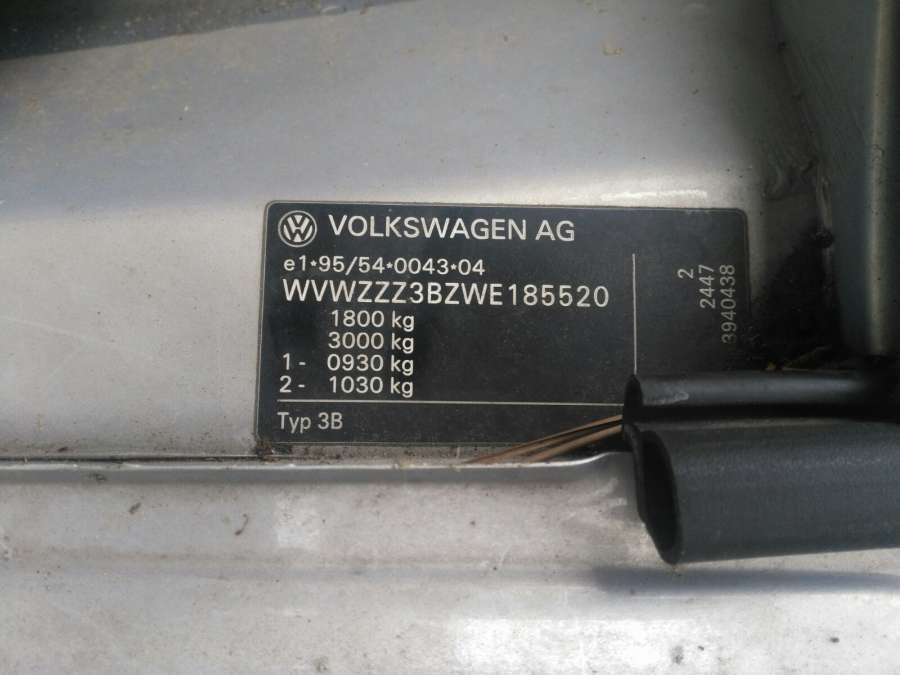 VOLKSWAGEN AG
e1*95/54*0043*04
WVWZZZ3BZWE185520
1800 kg
3000 kg
1- 0930 kg
2- 1030 kg
Typ 3B
2
2447
3940438